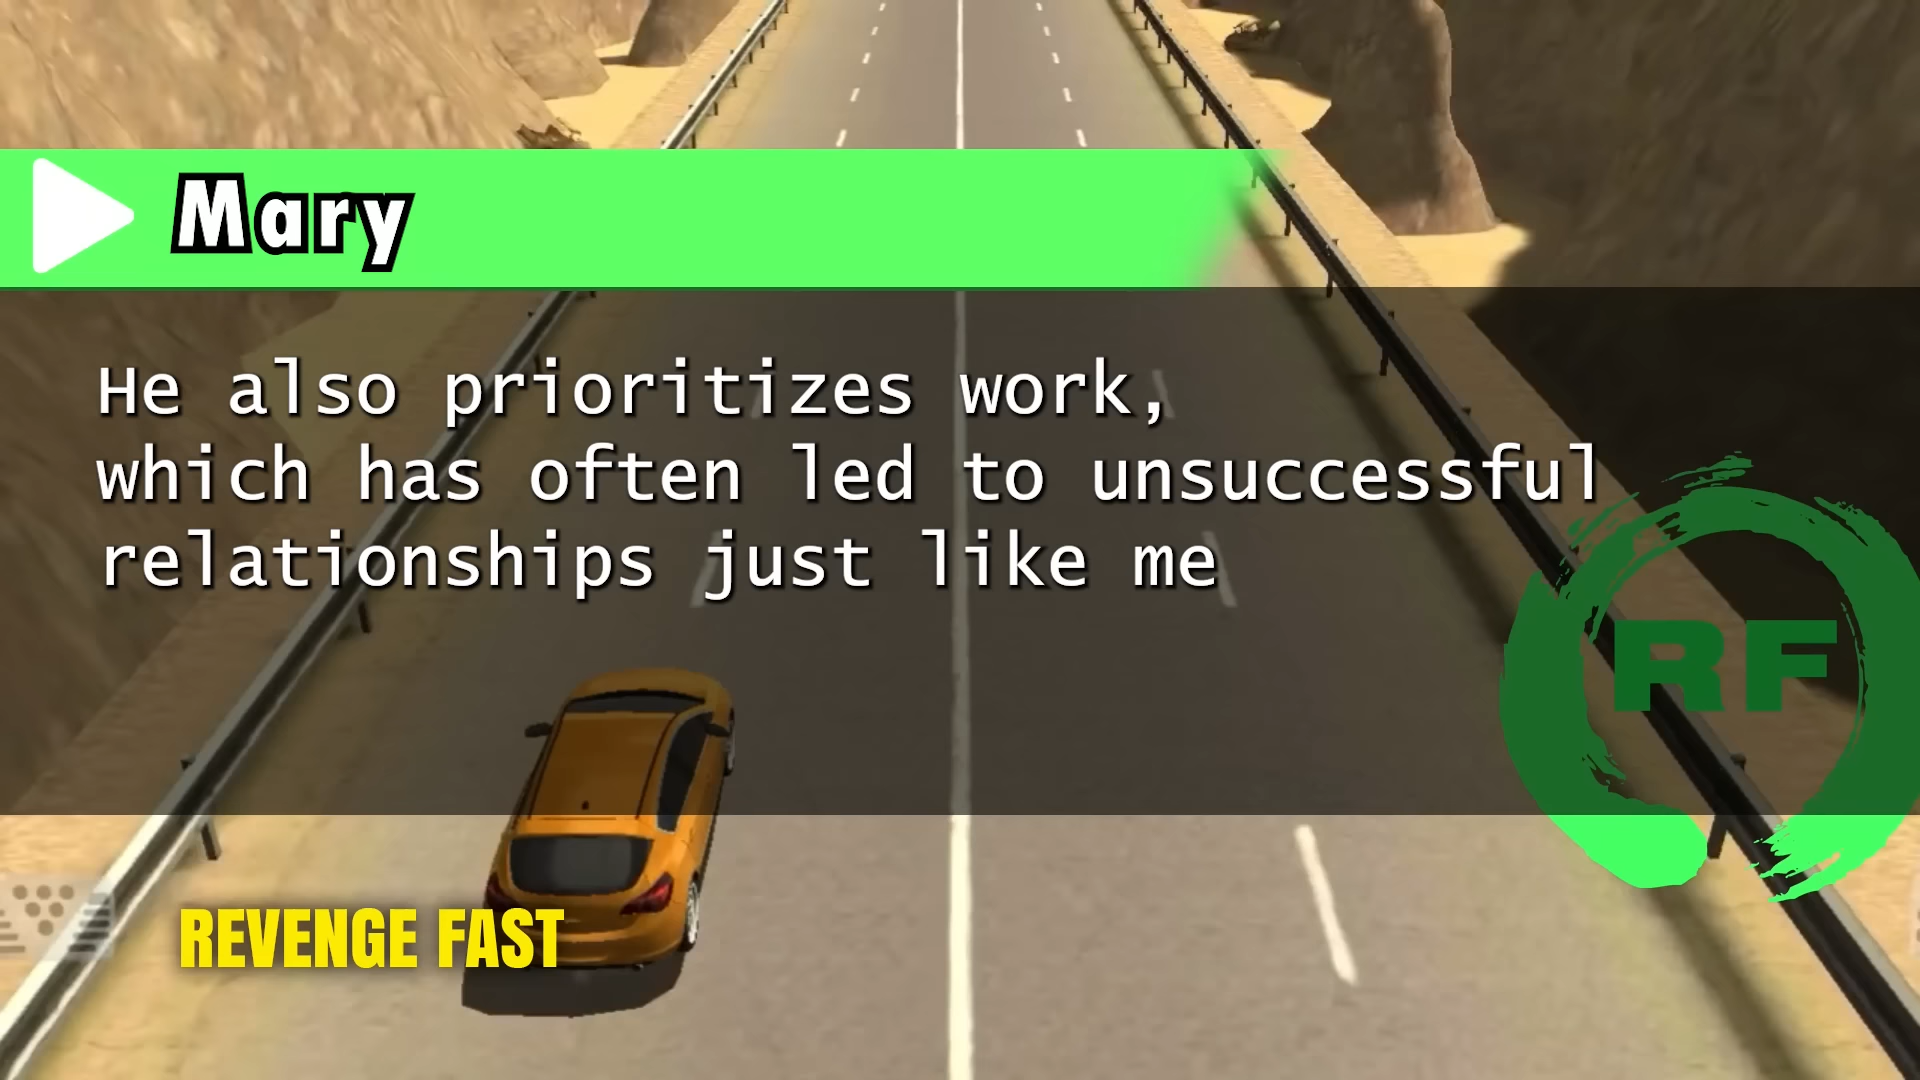 Mary
He also prioritizes work,
which has often led to unsuccessful
relationships just like me
RF
REVENGE FAST